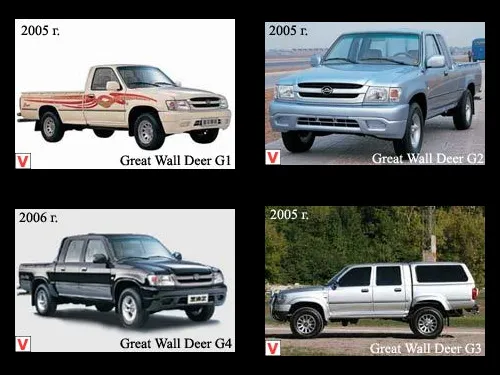 2005 г.
Great Wall Deer G1
V
2005 г.
Great Wall Deer G2
V
2006 г.
Great Wall Deer G4
V
2005 г.
Great Wall Deer G3
V